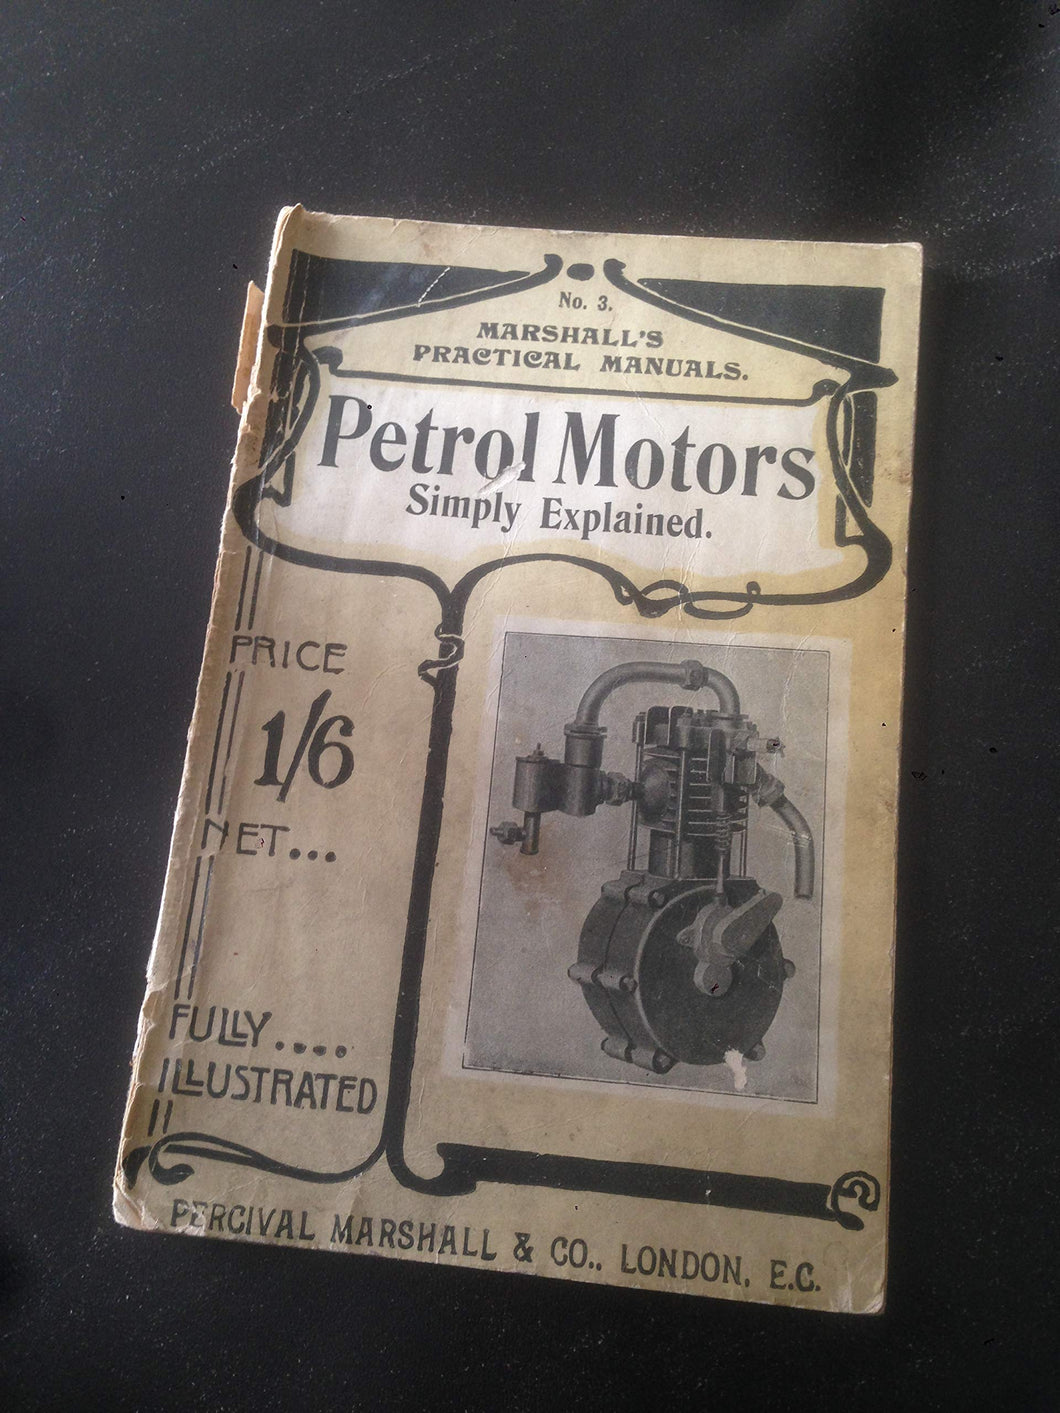 No. 3.
MARSHALL'S
PRACTICAL MANUALS.
Petrol Motors
Simply Explained.
PRICE
1/6
NET...
FULLY....
ILLUSTRATED
PERCIVAL MARSHALL & CO., LONDON, E.C.